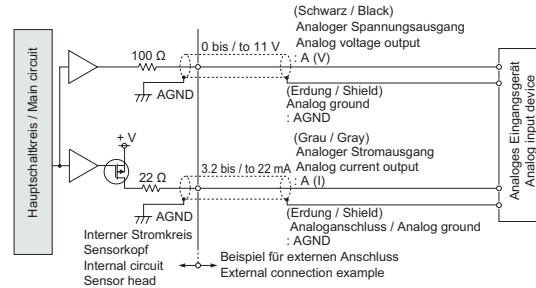 Hauptschaltkreis / Main circuit
100 Ω
AGND
0 bis / to 11 V
(Schwarz / Black)
Analoger Spannungsausgang
Analog voltage output
: A (V)
(Erdung / Shield)
Analog ground
: AGND
+ V
22 Ω
AGND
3.2 bis / to 22 mA
(Grau / Gray)
Analoger Stromausgang
Analog current output
: A (I)
(Erdung / Shield)
Analoganschluss / Analog ground
: AGND
Analoges Eingangsgerät
Analog input device
Interner Stromkreis
Sensorkopf
Internal circuit
Sensor head
Beispiel für externen Anschluss
External connection example